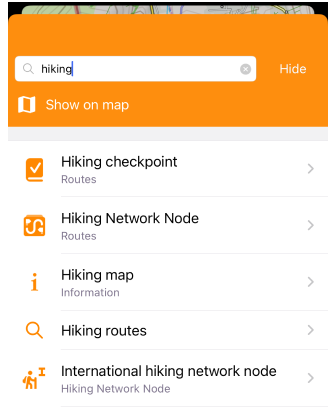 hiking
Hide
Show on map
Hiking checkpoint
Routes
Hiking Network Node
Routes
Hiking map
Information
Hiking routes
International hiking network node
Hiking Network Node